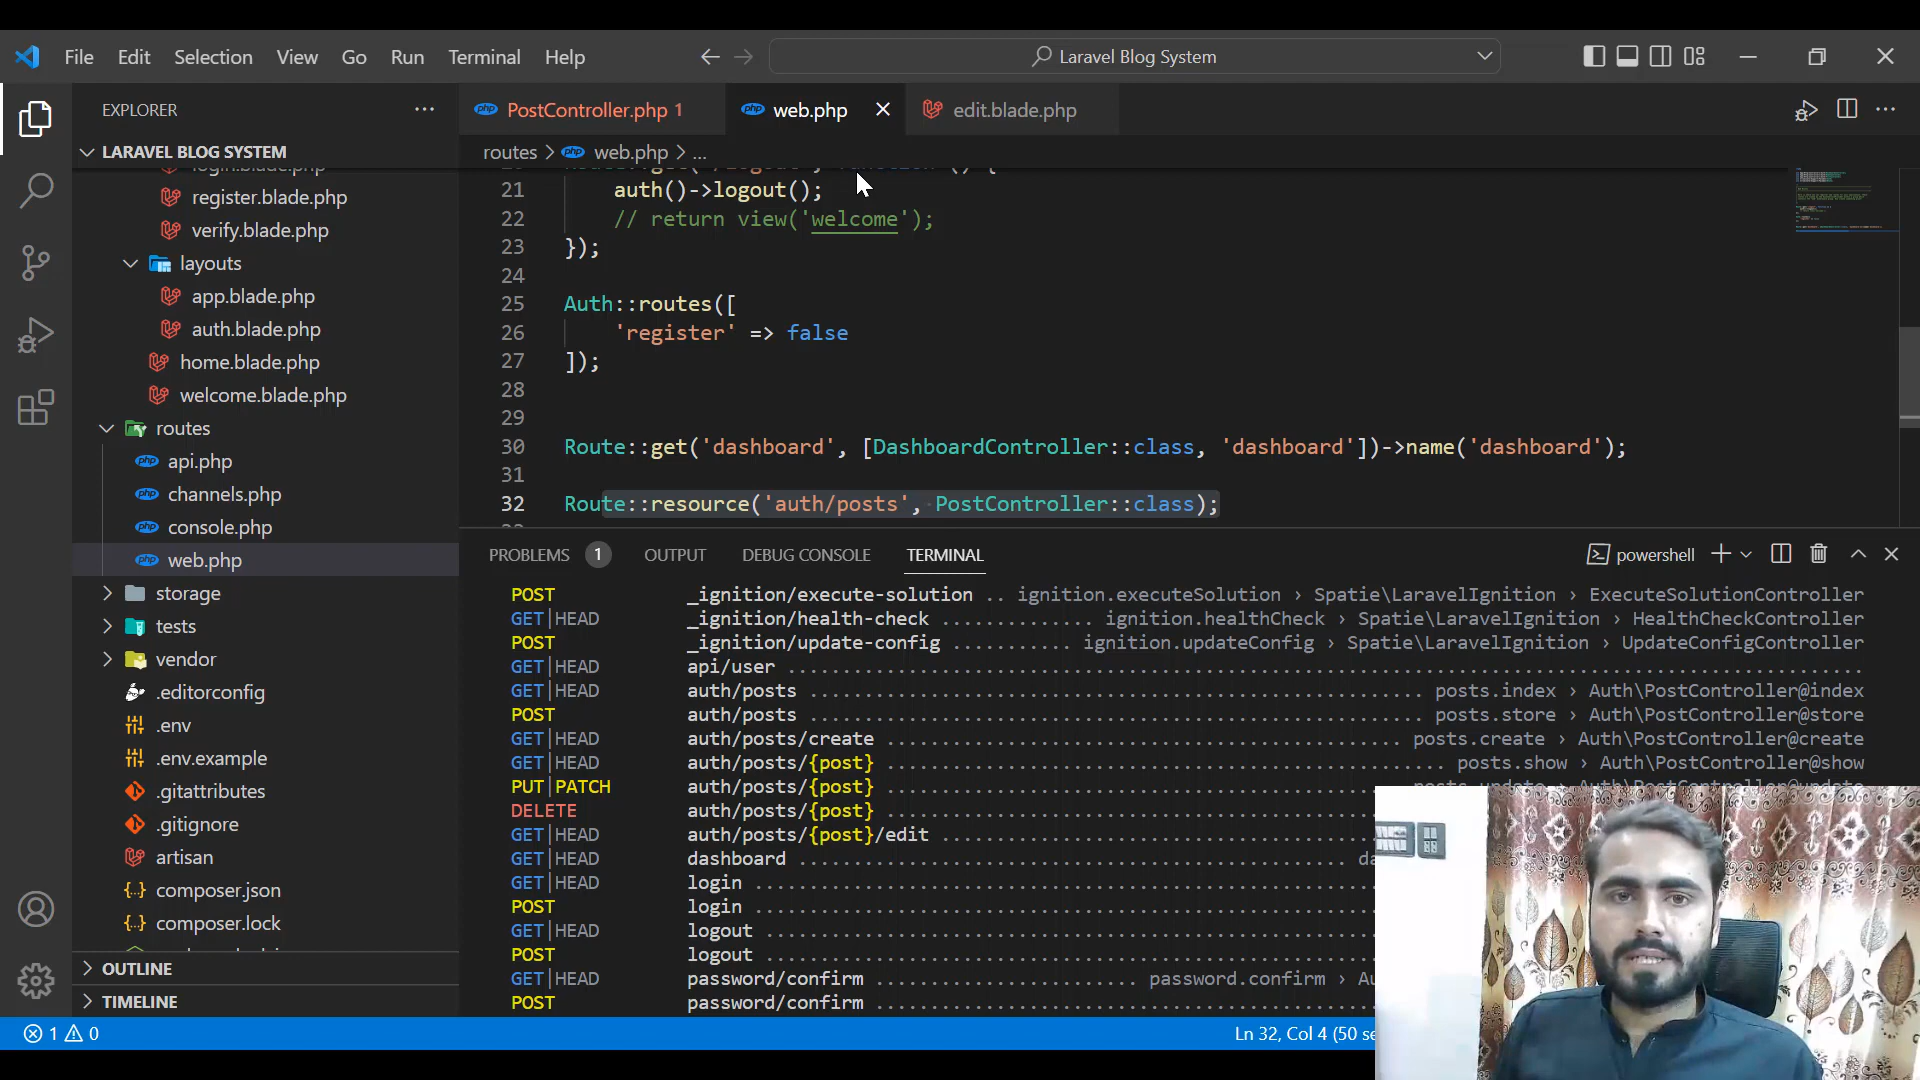 File Edit Selection View Go Run Terminal Help
Laravel Blog System
EXPLORER
PostController.php 1
web.php
edit.blade.php
LARAVEL BLOG SYSTEM
routes > web.php > ...
login.blade.php
register.blade.php
verify.blade.php
layouts
app.blade.php
auth.blade.php
home.blade.php
welcome.blade.php
routes
api.php
channels.php
console.php
web.php
storage
tests
vendor
.editorconfig
.env
.env.example
.gitattributes
.gitignore
artisan
composer.json
composer.lock
OUTLINE
TIMELINE
21 auth()->logout();
22 // return view('welcome');
23 });
24
25 Auth::routes([
26 'register' => false
27 ]);
28
29
30 Route::get('dashboard', [DashboardController::class, 'dashboard'])->name('dashboard');
31
32 Route::resource('auth/posts', PostController::class);
PROBLEMS 1 OUTPUT DEBUG CONSOLE TERMINAL
powershell
POST _ignition/execute-solution .. ignition.executeSolution › Spatie\LaravelIgnition › ExecuteSolutionController
GET|HEAD _ignition/health-check ............. ignition.healthCheck › Spatie\LaravelIgnition › HealthCheckController
POST _ignition/update-config ........... ignition.updateConfig › Spatie\LaravelIgnition › UpdateConfigController
GET|HEAD api/user ....................
GET|HEAD auth/posts .................... posts.index › Auth\PostController@index
POST auth/posts .................... posts.store › Auth\PostController@store
GET|HEAD auth/posts/create .................... posts.create › Auth\PostController@create
GET|HEAD auth/posts/{post} .................... posts.show › Auth\PostController@show
PUT|PATCH auth/posts/{post} .................... posts.update › Auth\PostController@update
DELETE auth/posts/{post} ....................
GET|HEAD auth/posts/{post}/edit ....................
GET|HEAD dashboard ....................
GET|HEAD login ....................
POST login ....................
GET|HEAD logout ....................
POST logout ....................
GET|HEAD password/confirm ....................... password.confirm ›
POST password/confirm ....................
1 0
Ln 32, Col 4 (50